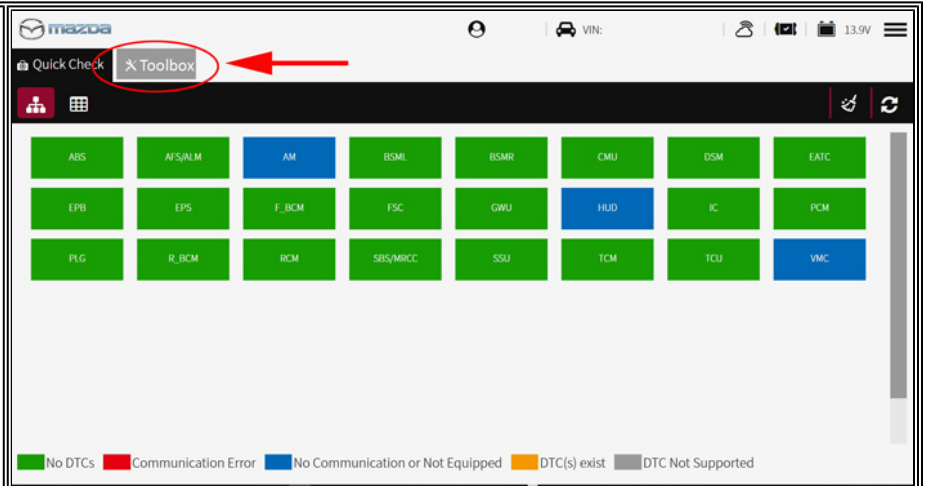 mazda VIN: 13.9V
Quick Check Toolbox
ABS AFS/ALM AM BSML BSMR CMU DSM EATC
EPB EPS F_BCM FSC GWU HUD IC PCM
PLG R_BCM RCM SBS/MRCC SSU TCM TCU VMC
No DTCs Communication Error No Communication or Not Equipped DTC(s) exist DTC Not Supported